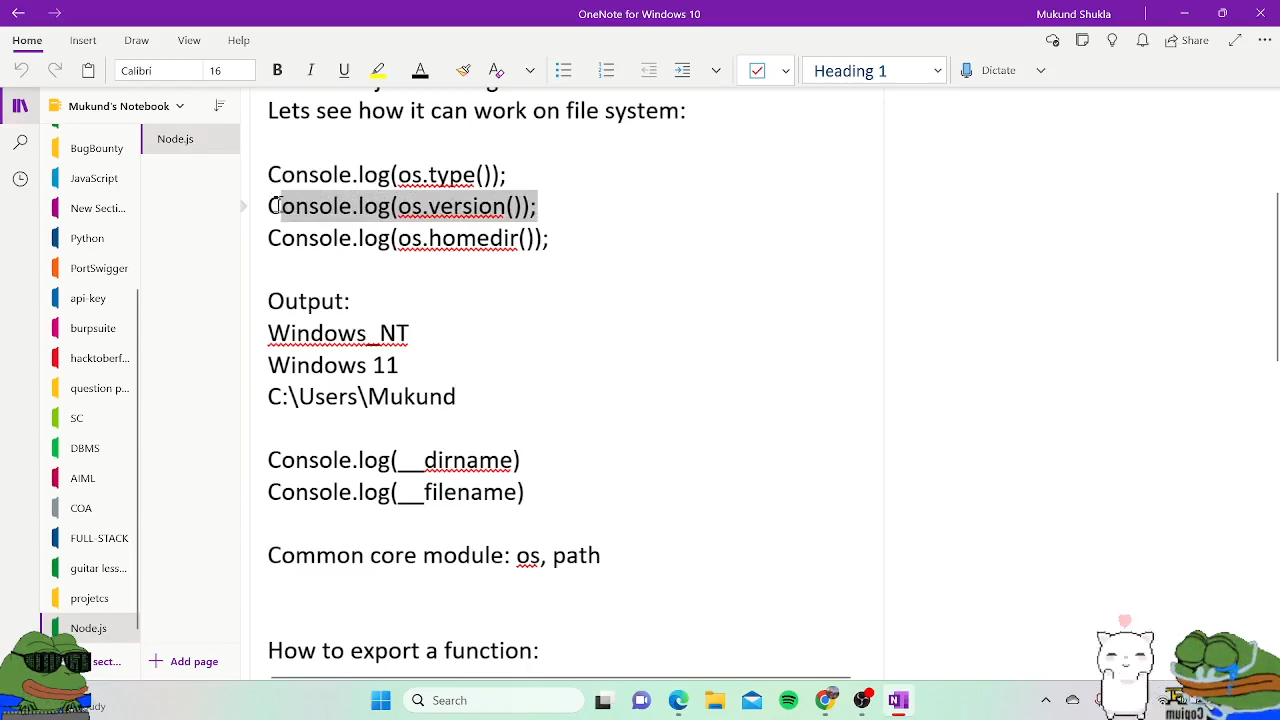 OneNote for Windows 10
Mukund Shukla
Home Insert Draw View Help
Share
Calibri 16 B I U A Heading 1 Dictate
Mukund's Notebook
BugBounty
JavaScript
New Secti...
Python
PortSwigger
api-key
burpsuite
hacktoberf...
question p...
SC
DBMS
AML
COA
FULL-STACK
guitar less...
projetcs
Node.js
sect...
Node.js
Add page
Lets see how it can work on file system:
Console.log(os.type());
Console.log(os.version());
Console.log(os.homedir());
Output:
Windows_NT
Windows 11
C:\Users\Mukund
Console.log(__dirname)
Console.log(__filename)
Common core module: os, path
How to export a function:
Search